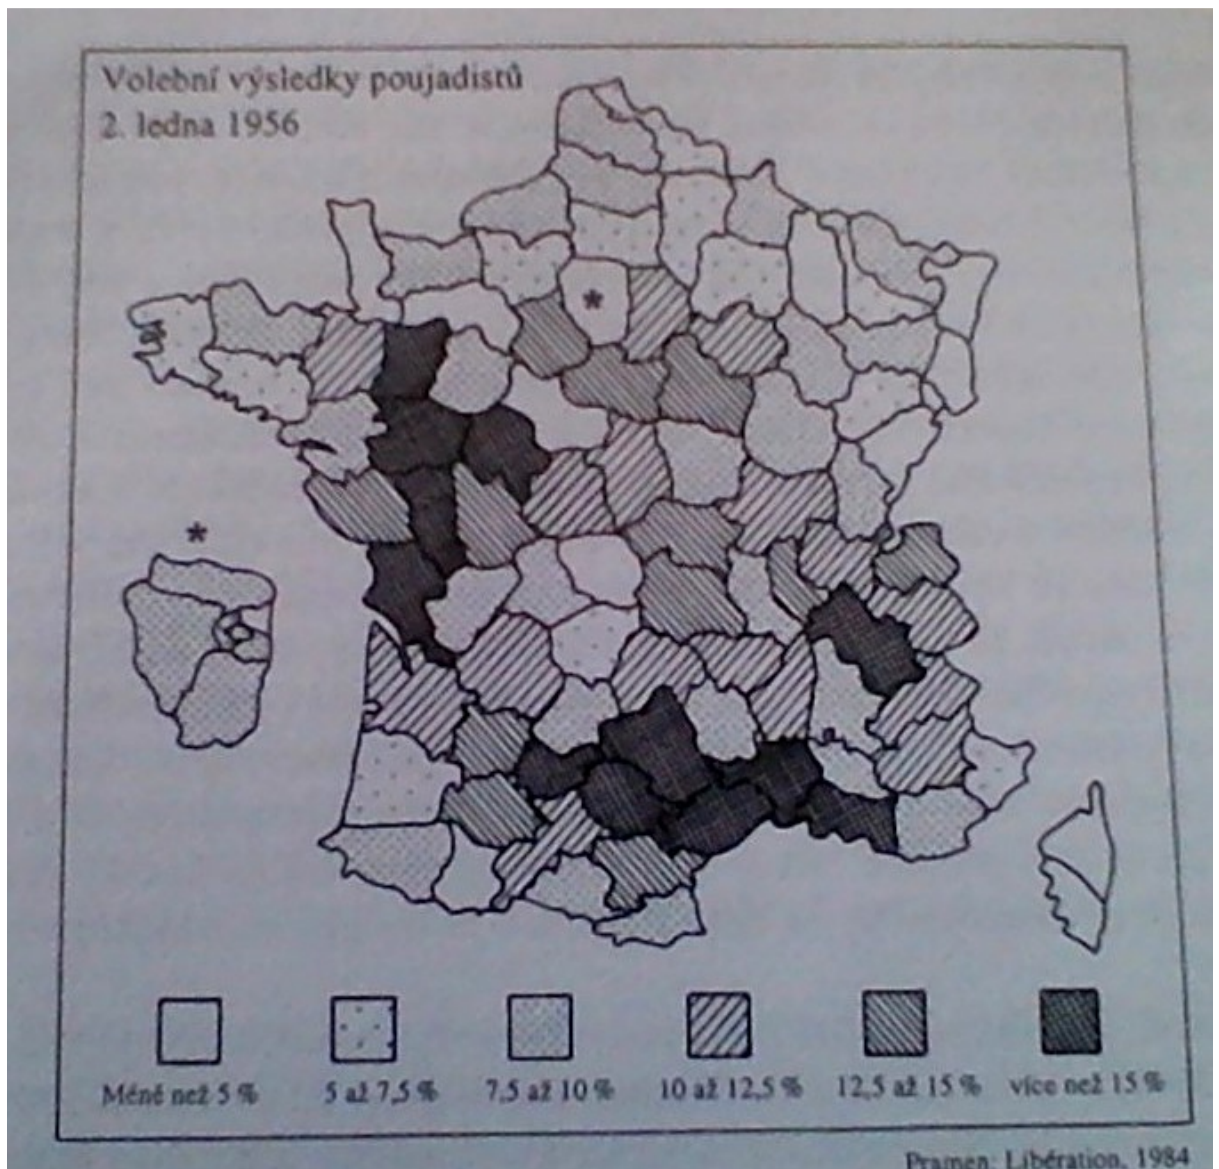 Volební výsledky poujadistů
2. ledna 1956
*
*
Méně než 5 %
5 až 7,5 %
7,5 až 10 %
10 až 12,5 %
12,5 až 15 %
více než 15 %
Pramen: Libération, 1984